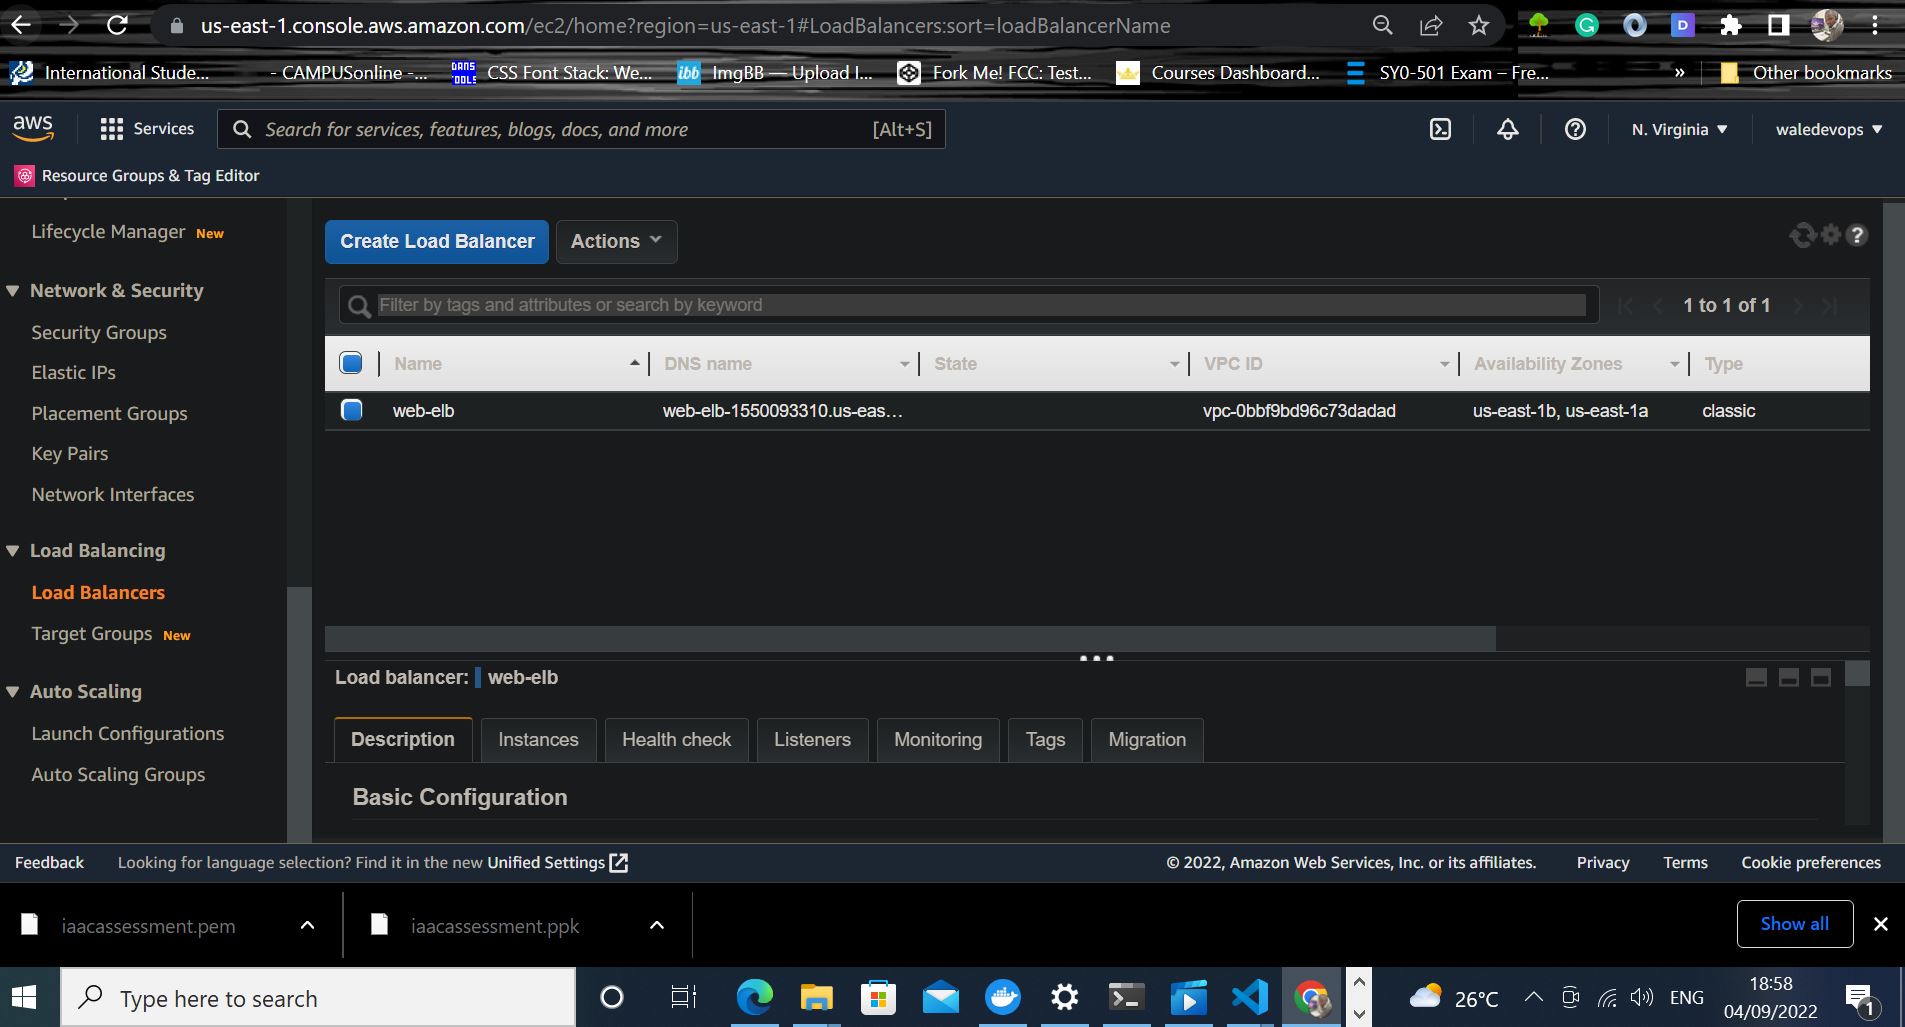 us-east-1.console.aws.amazon.com/ec2/home?region=us-east-1#LoadBalancers:sort=loadBalancerName
International Stude...
- CAMPUSonline -...
DANS TOOLS
CSS Font Stack: We...
ibb
ImgBB — Upload I...
Fork Me! FCC: Test...
Courses Dashboard...
SY0-501 Exam – Fre...
»
Other bookmarks
aws
Services
Search for services, features, blogs, docs, and more
[Alt+S]
N. Virginia
waledevops
Resource Groups & Tag Editor
Lifecycle Manager New
Network & Security
Security Groups
Elastic IPs
Placement Groups
Key Pairs
Network Interfaces
Load Balancing
Load Balancers
Target Groups New
Auto Scaling
Launch Configurations
Auto Scaling Groups
Create Load Balancer
Actions
Filter by tags and attributes or search by keyword
1 to 1 of 1
Name DNS name State VPC ID Availability Zones Type
web-elb web-elb-1550093310.us-eas... vpc-0bbf9bd96c73dadad us-east-1b, us-east-1a classic
Load balancer: web-elb
Description Instances Health check Listeners Monitoring Tags Migration
Basic Configuration
Feedback
Looking for language selection? Find it in the new Unified Settings
© 2022, Amazon Web Services, Inc. or its affiliates.
Privacy
Terms
Cookie preferences
iaacassessment.pem
iaacassessment.ppk
Show all
Type here to search
26°C
ENG
18:58
04/09/2022
1